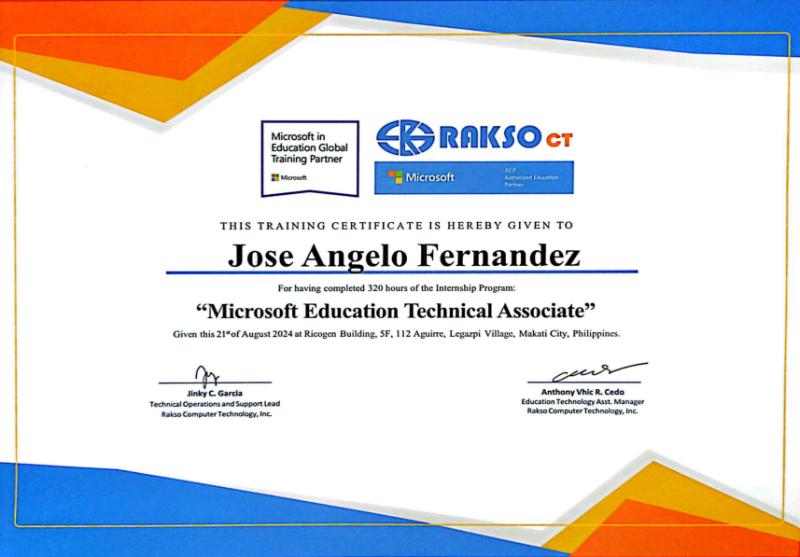 Microsoft in
Education Global
Training Partner
Microsoft
RAKSO CT
Microsoft
AEP
Authorized Education
Partner
THIS TRAINING CERTIFICATE IS HEREBY GIVEN TO
Jose Angelo Fernandez
For having completed 320 hours of the Internship Program:
“Microsoft Education Technical Associate”
Given this 21st of August 2024 at Ricogen Building, 5F, 112 Aguirre, Legazpi Village, Makati City, Philippines.
Jinky C. Garcia
Technical Operations and Support Lead
Rakso Computer Technology, Inc.
Anthony Vhic R. Cedo
Education Technology Asst. Manager
Rakso Computer Technology, Inc.